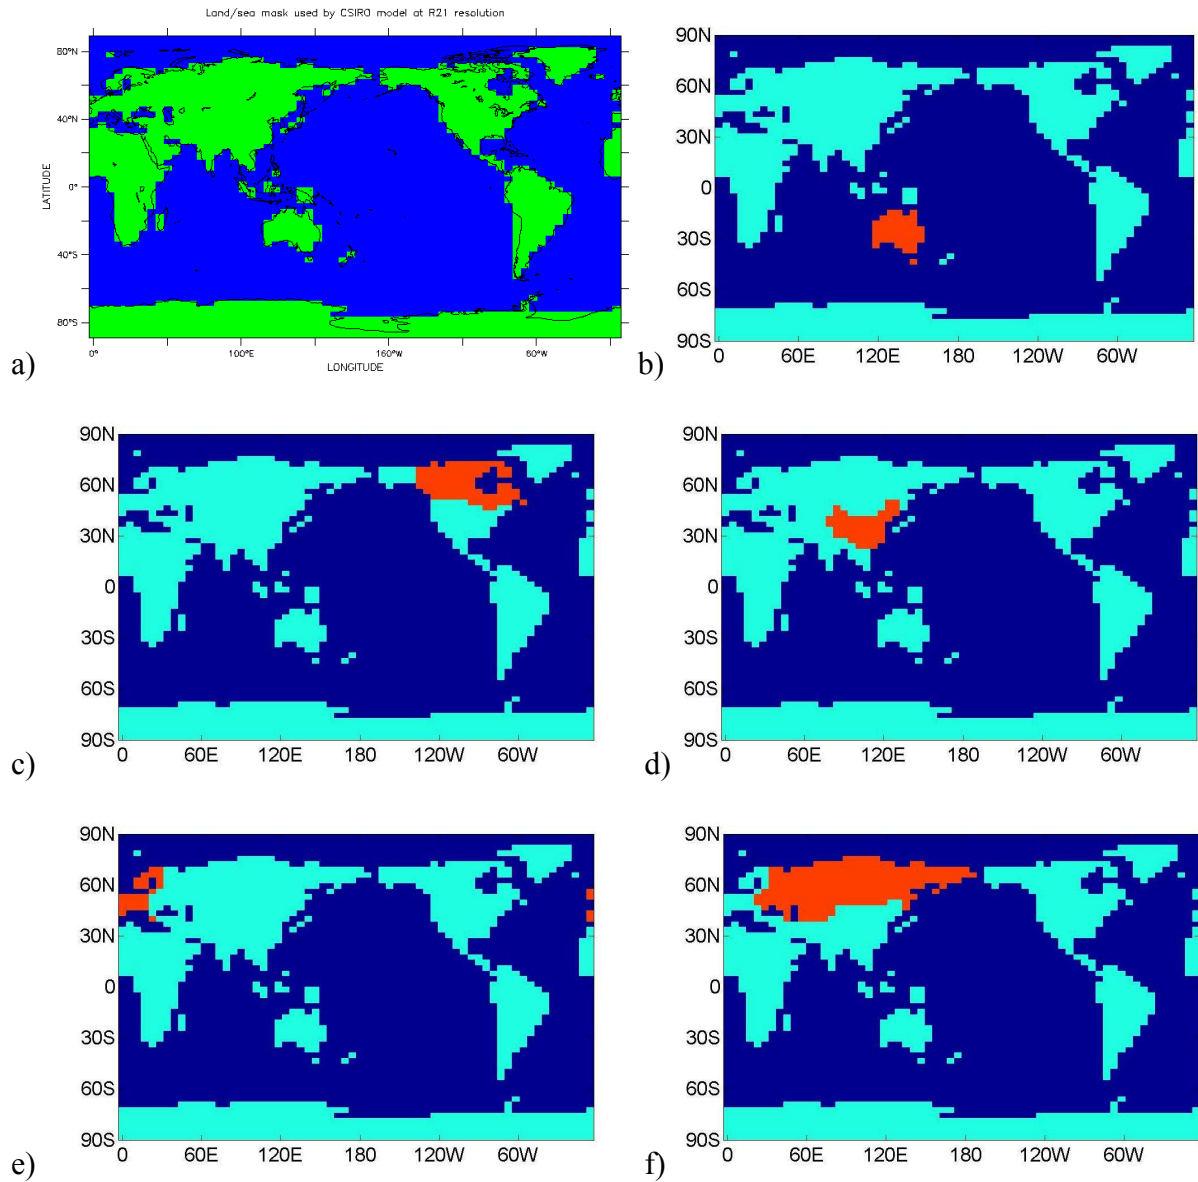 Land/sea mask used by CSIRO model at R21 resolution
80°N
40°N
0°
40°S
80°S
LATITUDE
0°
100°E
160°W
60°W
LONGITUDE
a)
90N
60N
30N
0
30S
60S
90S
0
60E
120E
180
120W
60W
b)
90N
60N
30N
0
30S
60S
90S
0
60E
120E
180
120W
60W
c)
90N
60N
30N
0
30S
60S
90S
0
60E
120E
180
120W
60W
d)
90N
60N
30N
0
30S
60S
90S
0
60E
120E
180
120W
60W
e)
90N
60N
30N
0
30S
60S
90S
0
60E
120E
180
120W
60W
f)